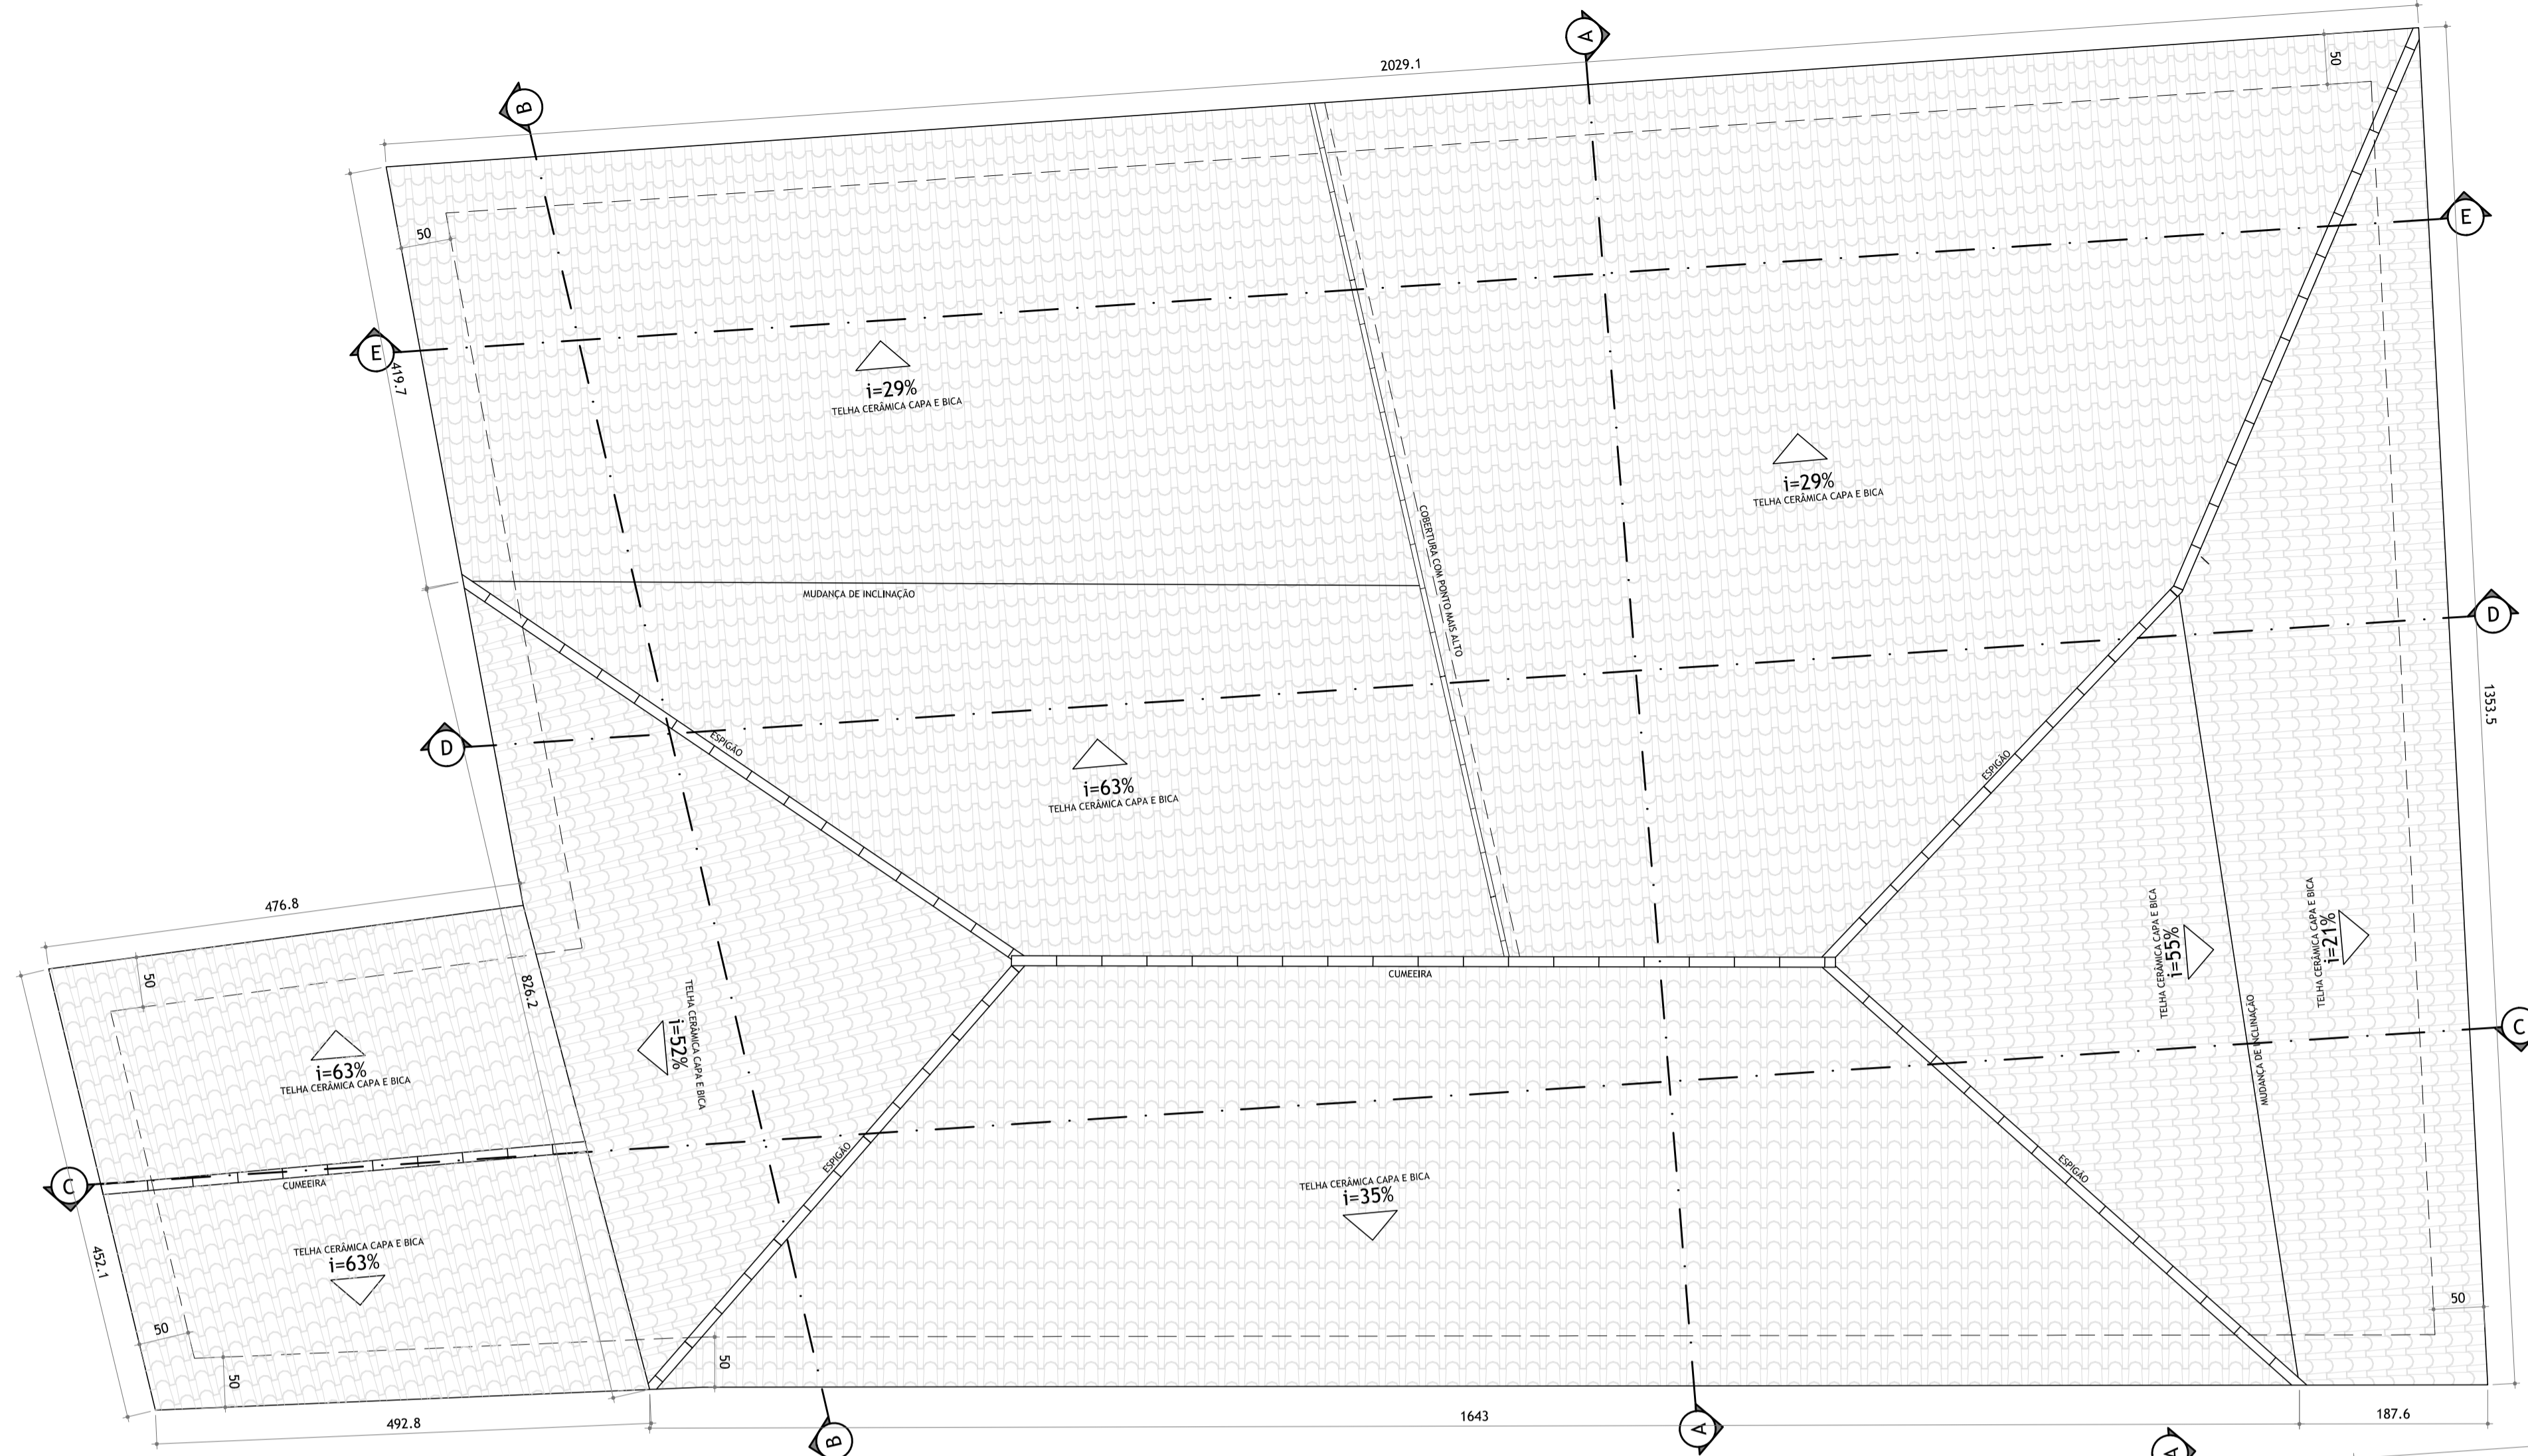 A
2029.1
50
B
50
E
E
419.7
i=29%
TELHA CERÂMICA CAPA E BICA
i=29%
TELHA CERÂMICA CAPA E BICA
COBERTURA COM PONTO MAIS ALTO
MUDANÇA DE INCLINAÇÃO
D
D
1353.5
ESPIGÃO
ESPIGÃO
i=63%
TELHA CERÂMICA CAPA E BICA
476.8
50
826.2
CUMEEIRA
TELHA CERÂMICA CAPA E BICA
i=52%
TELHA CERÂMICA CAPA E BICA
i=55%
TELHA CERÂMICA CAPA E BICA
i=21%
MUDANÇA DE INCLINAÇÃO
C
i=63%
TELHA CERÂMICA CAPA E BICA
C
CUMEEIRA
ESPIGÃO
ESPIGÃO
TELHA CERÂMICA CAPA E BICA
i=35%
452.1
TELHA CERÂMICA CAPA E BICA
i=63%
50
50
50
50
492.8
B
1643
A
187.6
A